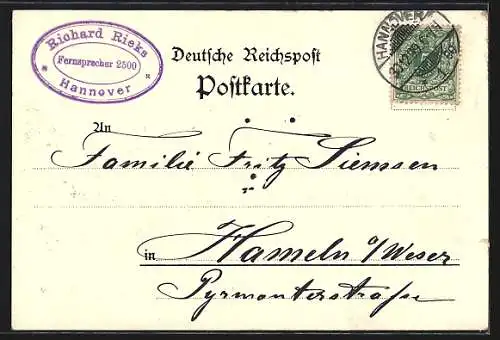 Richard Rieks
Fernsprecher 2500
Hannover
Deutsche Reichspost
Postkarte.
HANNOVER
REICHSPOST
An
Familie Fritz Siemsen
in Hameln a/Weser
Pyrmonterstraße